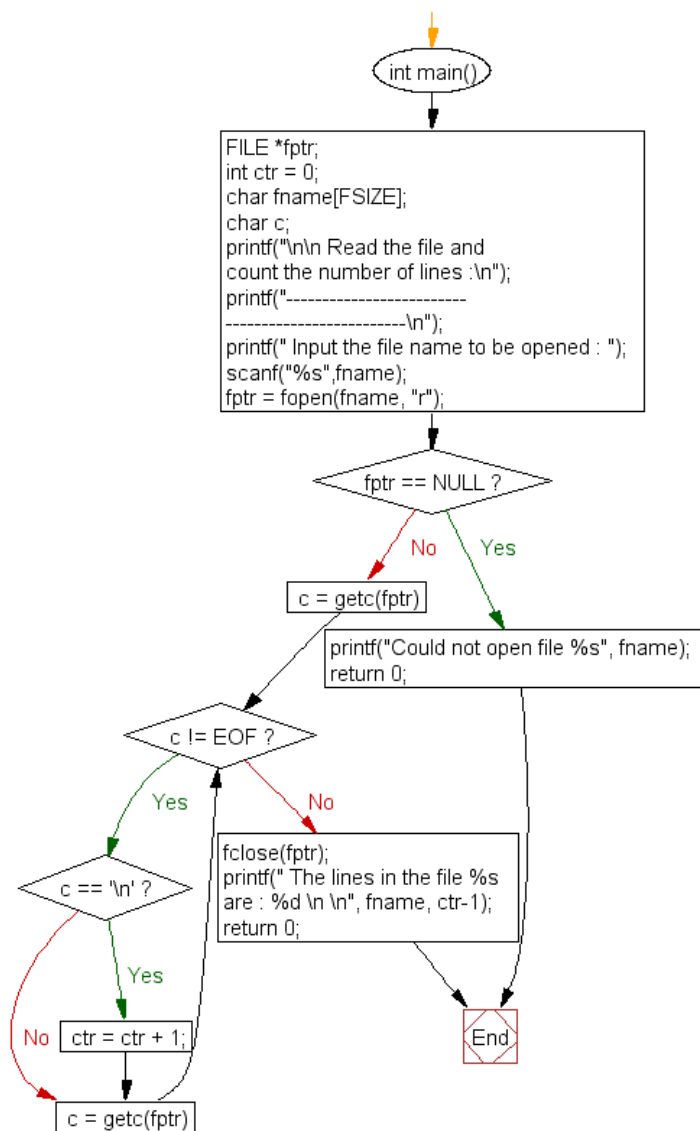 int main()
FILE *fptr;
int ctr = 0;
char fname[FSIZE];
char c;
printf("\n\n Read the file and
count the number of lines :\n");
printf("-------------------------
-------------------------\n");
printf(" Input the file name to be opened : ");
scanf("%s",fname);
fptr = fopen(fname, "r");
fptr == NULL ?
No
Yes
c = getc(fptr)
printf("Could not open file %s", fname);
return 0;
c != EOF ?
Yes
No
fclose(fptr);
printf(" The lines in the file %s
are : %d \n \n", fname, ctr-1);
return 0;
c == '\n' ?
Yes
No
ctr = ctr + 1;
End
c = getc(fptr)